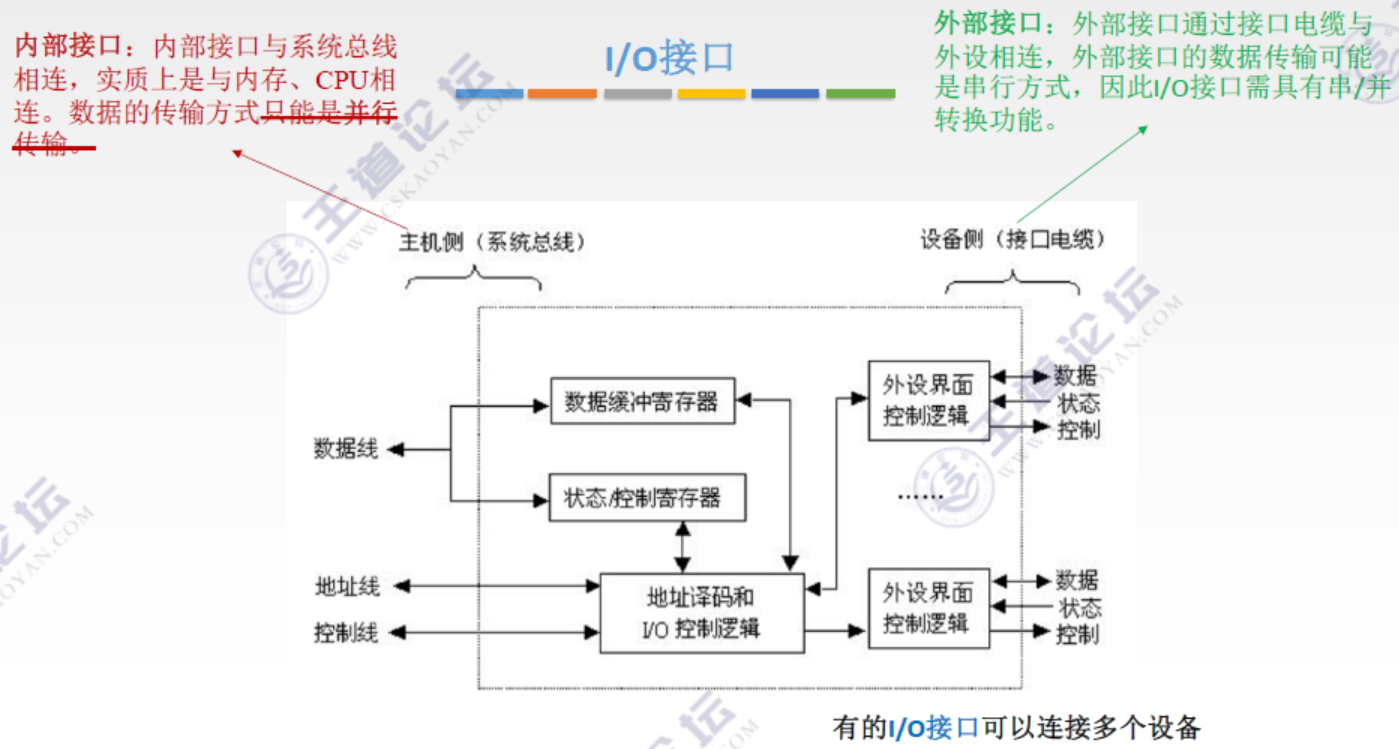 I/O接口
内部接口：内部接口与系统总线
相连，实质上是与内存、CPU相
连。数据的传输方式只能是并行
传输。
外部接口：外部接口通过接口电缆与
外设相连，外部接口的数据传输可能
是串行方式，因此I/O接口需具有串/并
转换功能。
主机侧（系统总线）
设备侧（接口电缆）
数据线
地址线
控制线
数据缓冲寄存器
状态/控制寄存器
地址译码和
I/O 控制逻辑
外设界面
控制逻辑
数据
状态
控制
……
外设界面
控制逻辑
数据
状态
控制
有的I/O接口可以连接多个设备
王道论坛
WWW.CSKAOYAN.COM
王道论坛
WWW.CSKAOYAN.COM